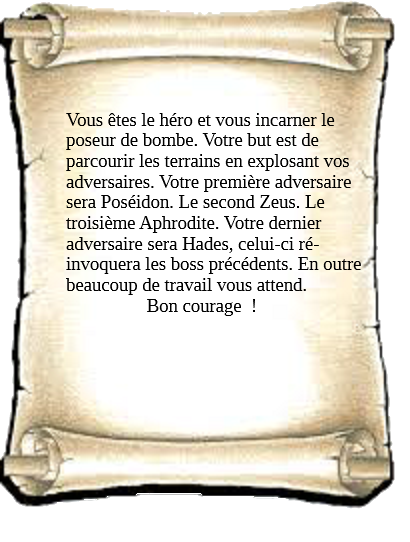 Vous êtes le héro et vous incarner le
poseur de bombe. Votre but est de
parcourir les terrains en explosant vos
adversaires. Votre première adversaire
sera Poséidon. Le second Zeus. Le
troisième Aphrodite. Votre dernier
adversaire sera Hades, celui-ci ré-
invoquera les boss précédents. En outre
beaucoup de travail vous attend.
Bon courage  !